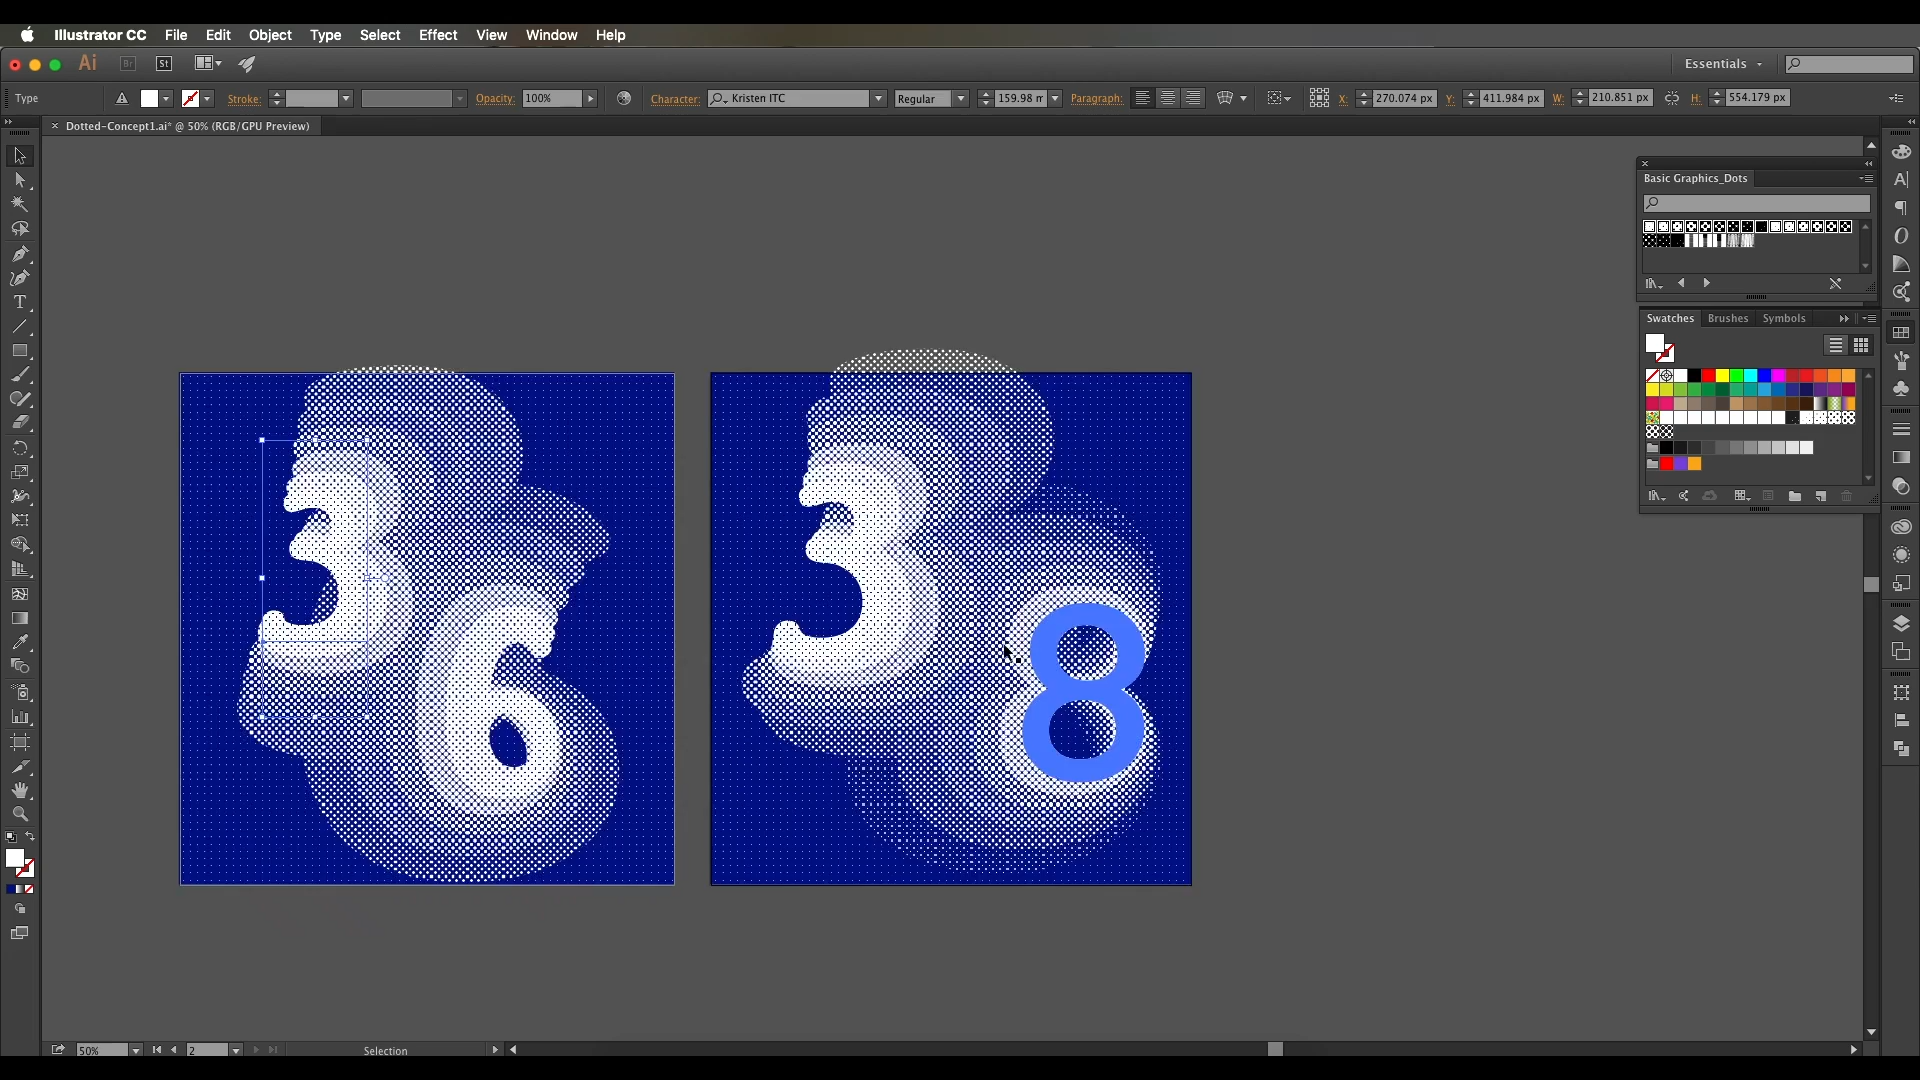 Illustrator CC File Edit Object Type Select Effect View Window Help
Ai Br St Essentials
Type Stroke: Opacity: 100% Character: Kristen ITC Regular 159.98 m Paragraph: X: 270.074 px Y: 411.984 px W: 210.851 px H: 554.179 px
Dotted-Concept1.ai* @ 50% (RGB/GPU Preview)
Basic Graphics_Dots
Swatches Brushes Symbols
3 6
3 8
50% 2 Selection